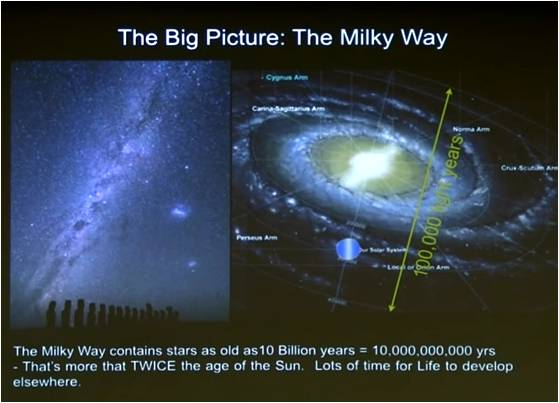 The Big Picture: The Milky Way
Cygnus Arm
Carina-Sagittarius Arm
Norma Arm
Crux-Scutum Arm
100,000 light years
Perseus Arm
Our Solar System
Local or Orion Arm
The Milky Way contains stars as old as10 Billion years = 10,000,000,000 yrs
- That's more that TWICE the age of the Sun.  Lots of time for Life to develop
elsewhere.